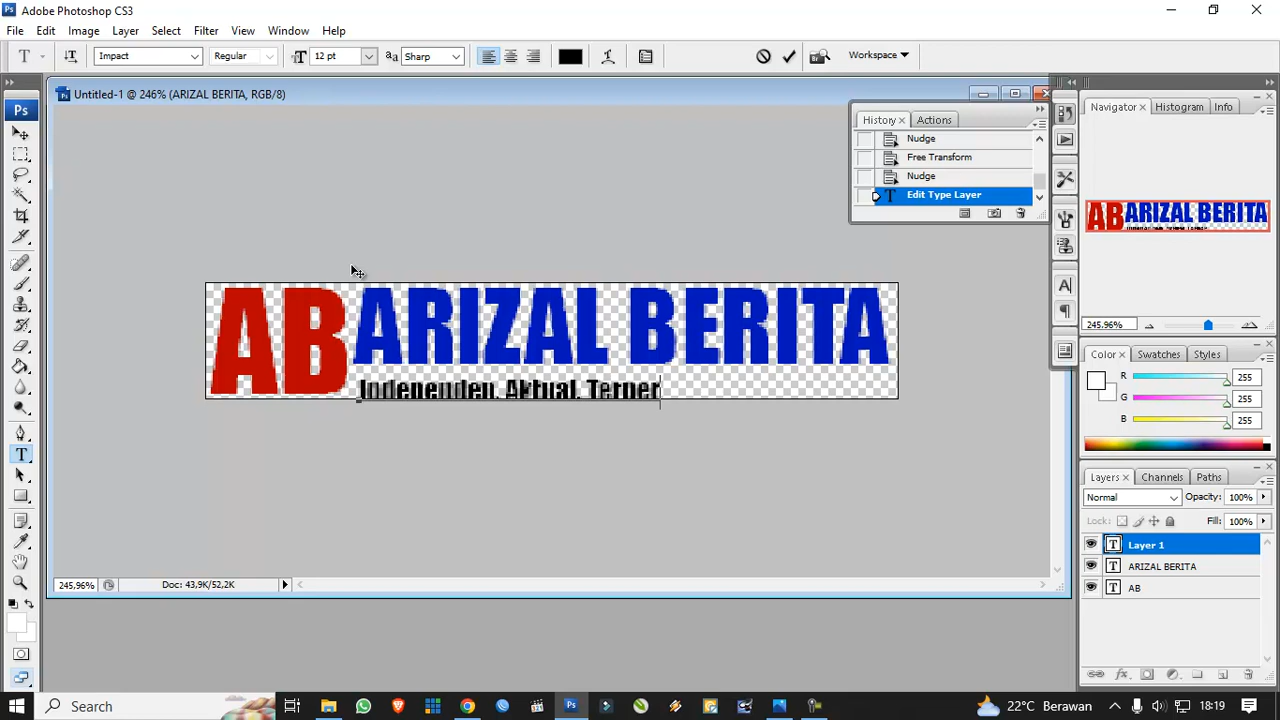 Adobe Photoshop CS3
File Edit Image Layer Select Filter View Window Help
Impact Regular 12 pt Sharp Workspace
Untitled-1 @ 246% (ARIZAL BERITA, RGB/8)
History Actions
Nudge
Free Transform
Nudge
Edit Type Layer
Navigator Histogram Info
AB ARIZAL BERITA
245.96%
AB ARIZAL BERITA
Independen, Aktual, Terper
Color Swatches Styles
R 255
G 255
B 255
Layers Channels Paths
Normal Opacity: 100%
Lock: Fill: 100%
Layer 1
ARIZAL BERITA
AB
245,96% Doc: 43,9K/52,2K
Search
22°C Berawan 18:19